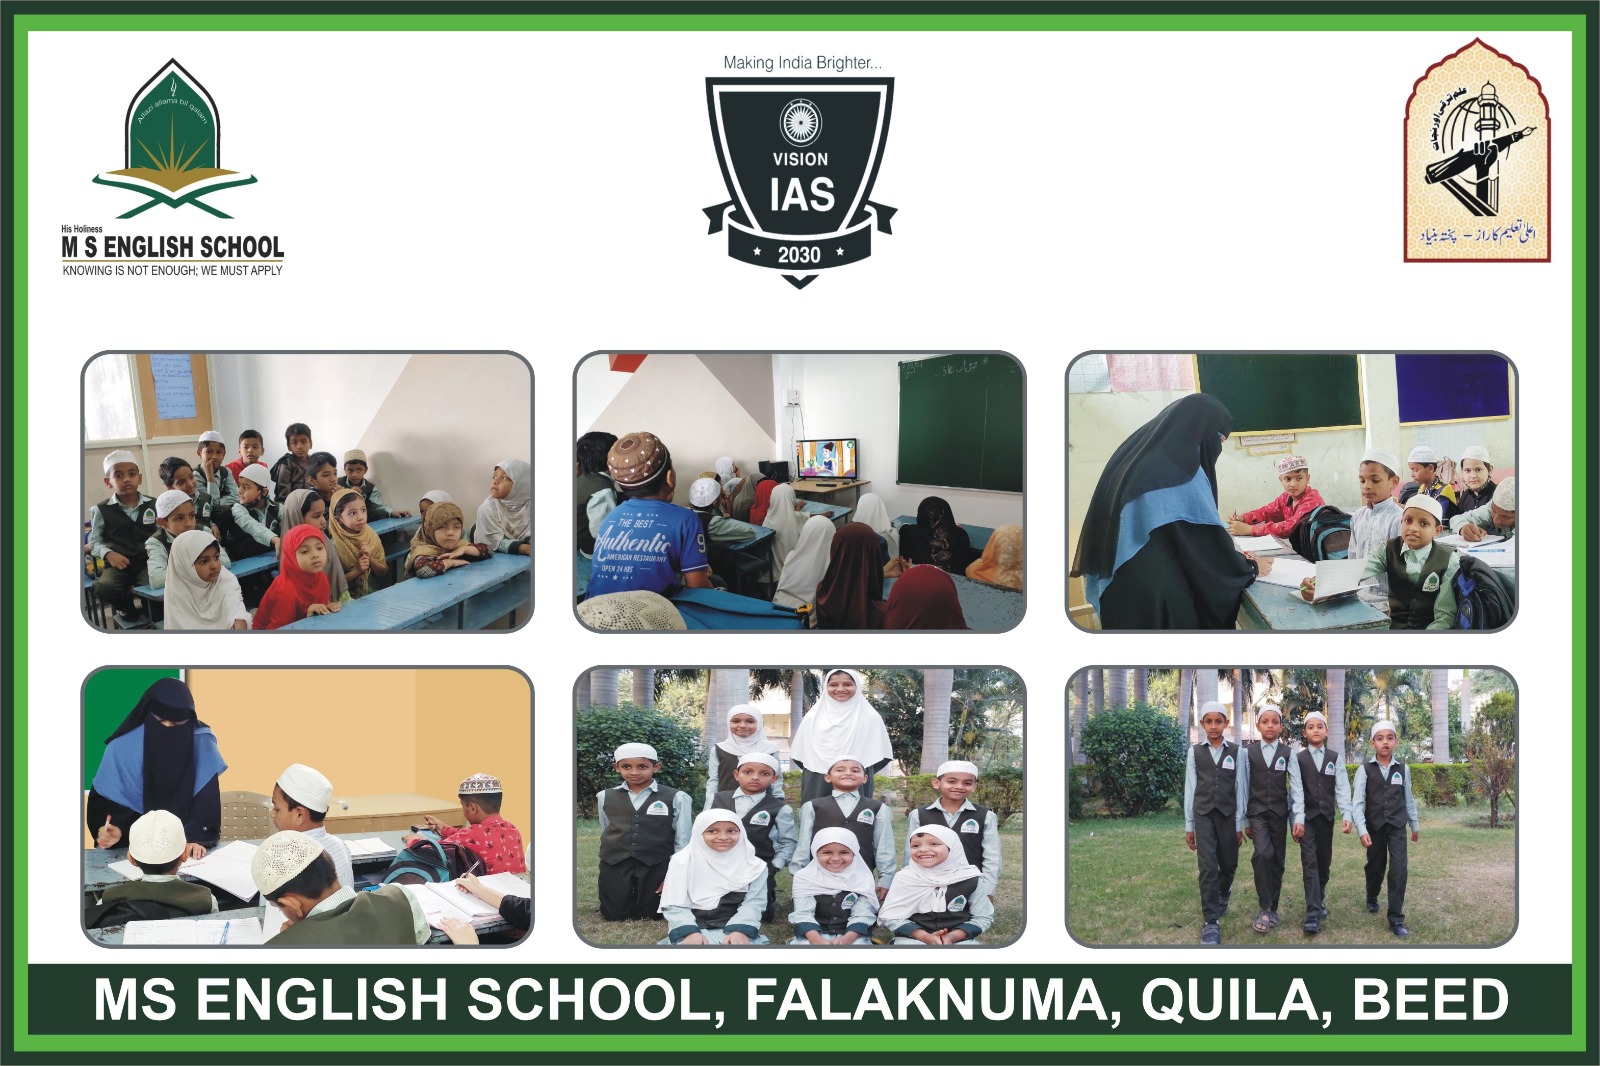 Allazi allama bil qalam
His Holiness
M S ENGLISH SCHOOL
KNOWING IS NOT ENOUGH; WE MUST APPLY
Making India Brighter...
VISION
IAS
2030
علم ترقی اور نجات
اعلیٰ تعلیم کا راز – پختہ بنیاد
THE BEST
Authentic
AMERICAN RESTAURANT
OPEN 24 HRS
9
MS ENGLISH SCHOOL, FALAKNUMA, QUILA, BEED